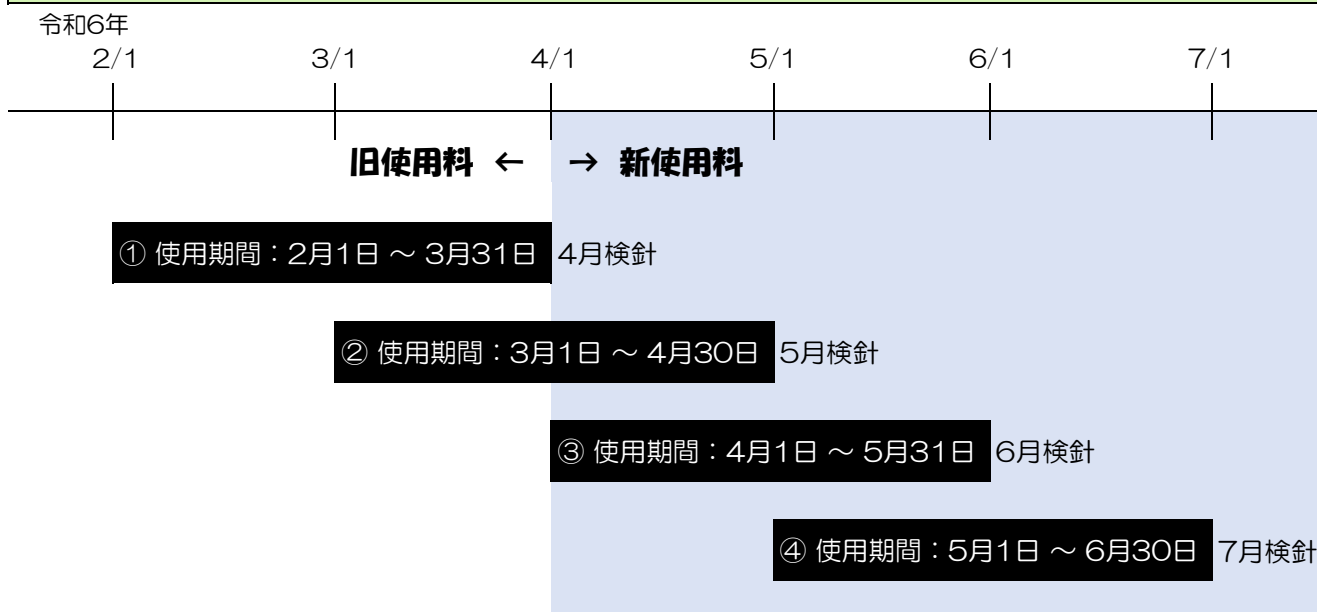 令和6年
2/1 3/1 4/1 5/1 6/1 7/1
旧使用料 ← → 新使用料
① 使用期間：2月1日 ～ 3月31日 4月検針
② 使用期間：3月1日 ～ 4月30日 5月検針
③ 使用期間：4月1日 ～ 5月31日 6月検針
④ 使用期間：5月1日 ～ 6月30日 7月検針